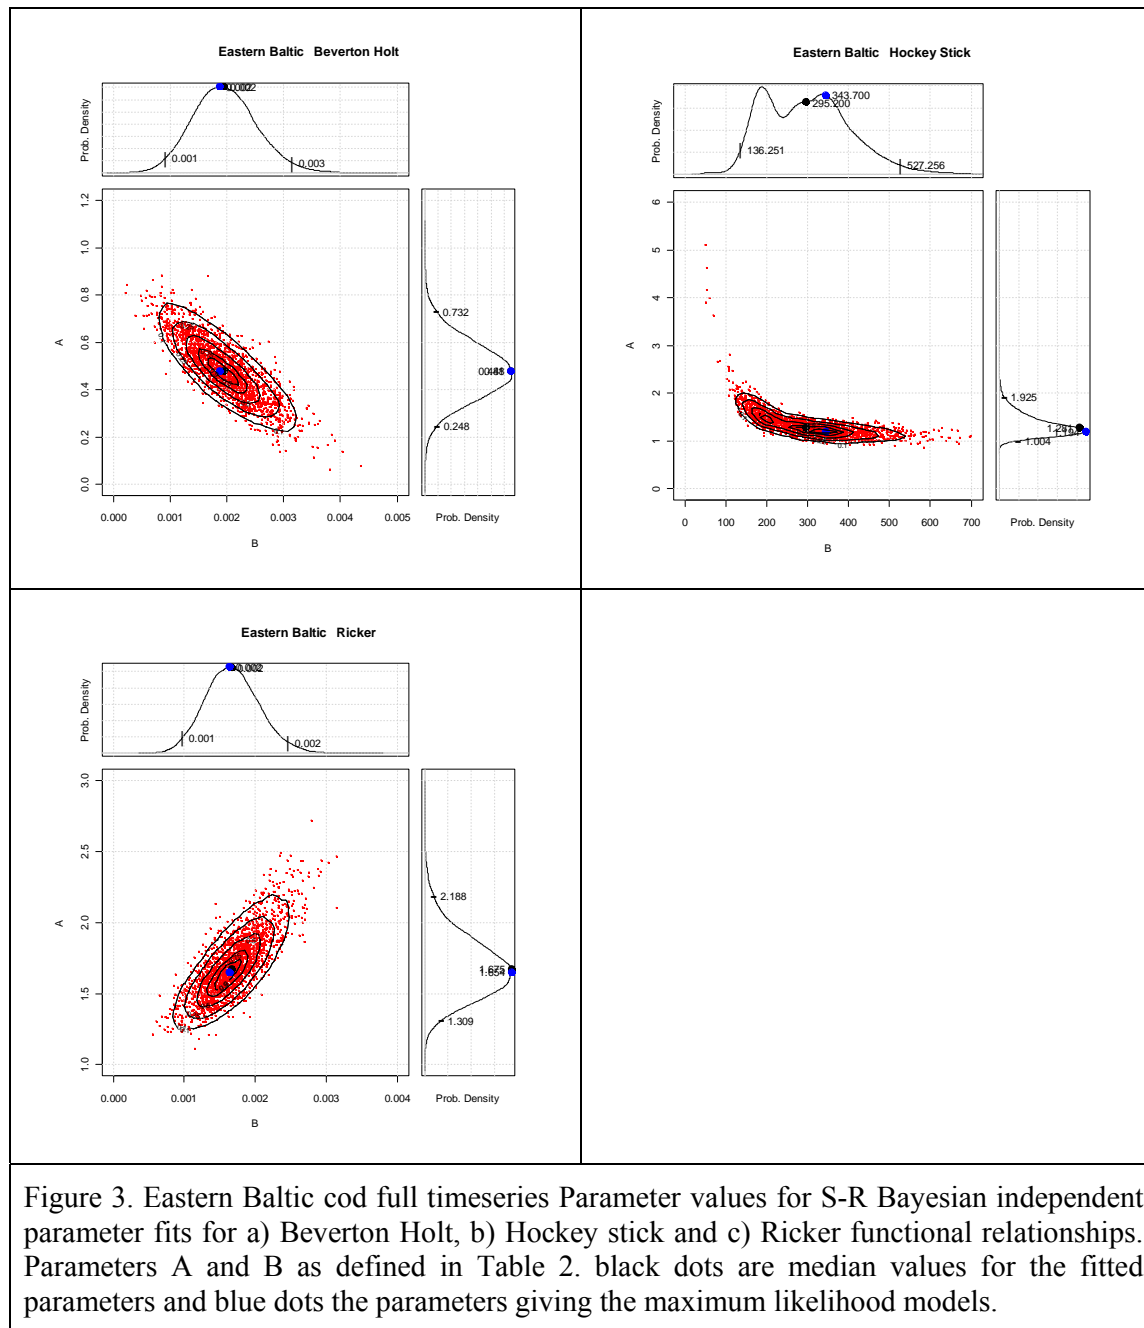 Eastern Baltic Beverton Holt
Prob. Density
0.002
0.001
0.003
A
0.0
0.2
0.4
0.6
0.8
1.0
1.2
0.732
0.248
0.000 0.001 0.002 0.003 0.004 0.005
Prob. Density
B
Eastern Baltic Hockey Stick
Prob. Density
343.700
295.200
136.251
527.256
A
0
1
2
3
4
5
6
1.925
1.004
0 100 200 300 400 500 600 700
Prob. Density
B
Eastern Baltic Ricker
Prob. Density
0.002
0.001
0.002
A
1.0
1.5
2.0
2.5
3.0
2.188
1.675
1.654
1.309
0.000 0.001 0.002 0.003 0.004
Prob. Density
B
Figure 3. Eastern Baltic cod full timeseries Parameter values for S-R Bayesian independent
parameter fits for a) Beverton Holt, b) Hockey stick and c) Ricker functional relationships.
Parameters A and B as defined in Table 2. black dots are median values for the fitted
parameters and blue dots the parameters giving the maximum likelihood models.